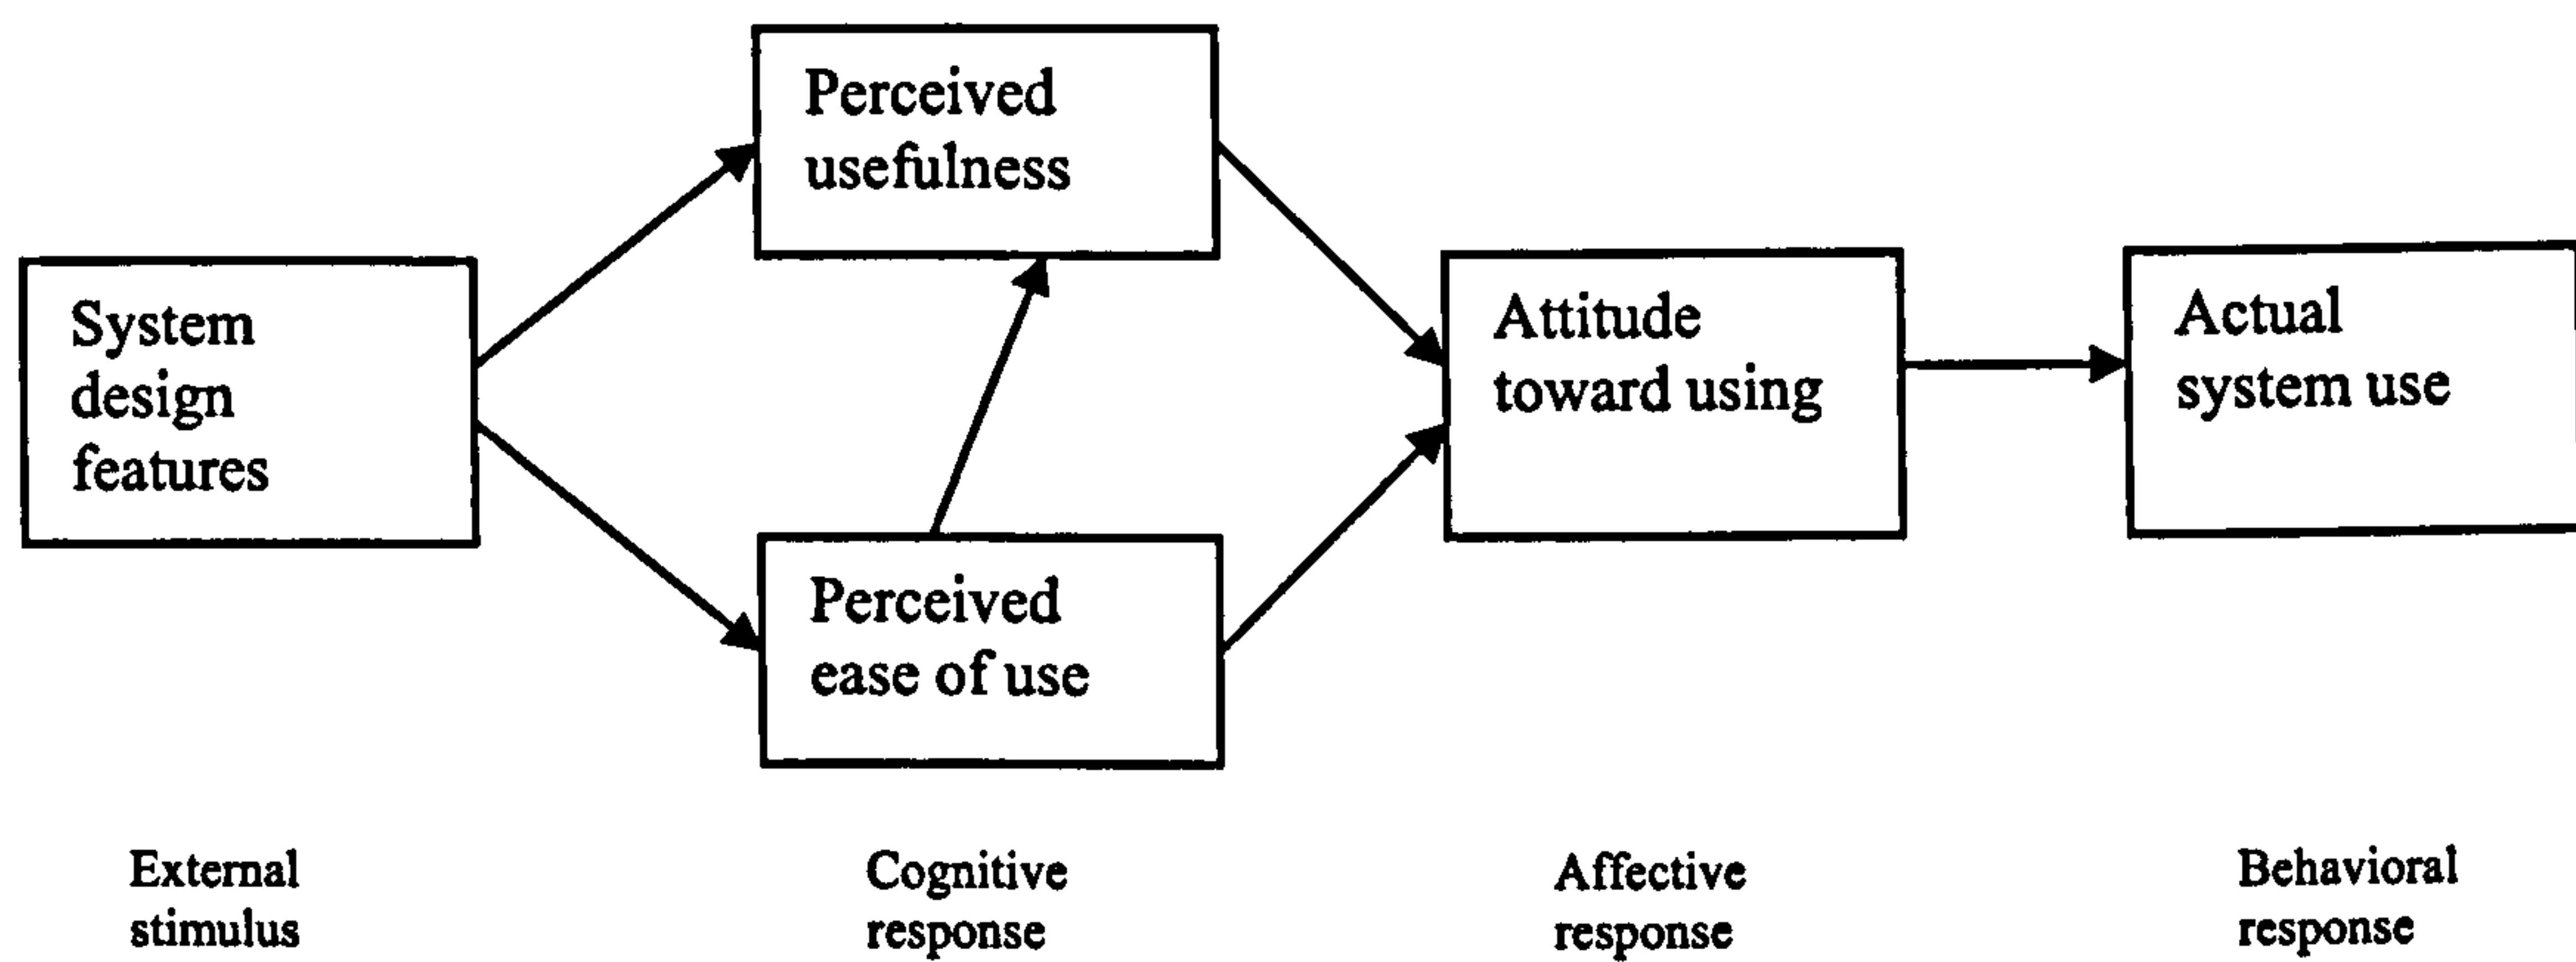 Perceived
usefulness
System
design
features
Attitude
toward using
Actual
system use
Perceived
ease of use
External
stimulus
Cognitive
response
Affective
response
Behavioral
response